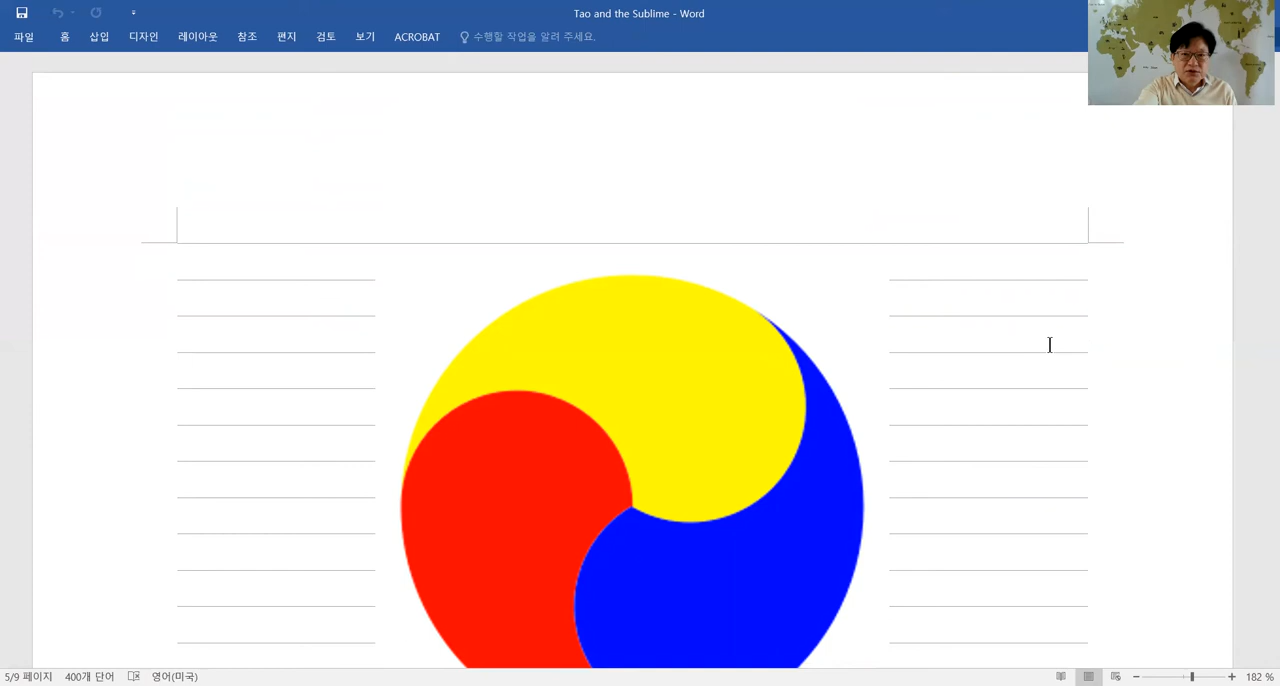 Tao and the Sublime - Word
파일 홈 삽입 디자인 레이아웃 참조 편지 검토 보기 ACROBAT 수행할 작업을 알려 주세요.
5/9 페이지 400개 단어 영어(미국) 182 %